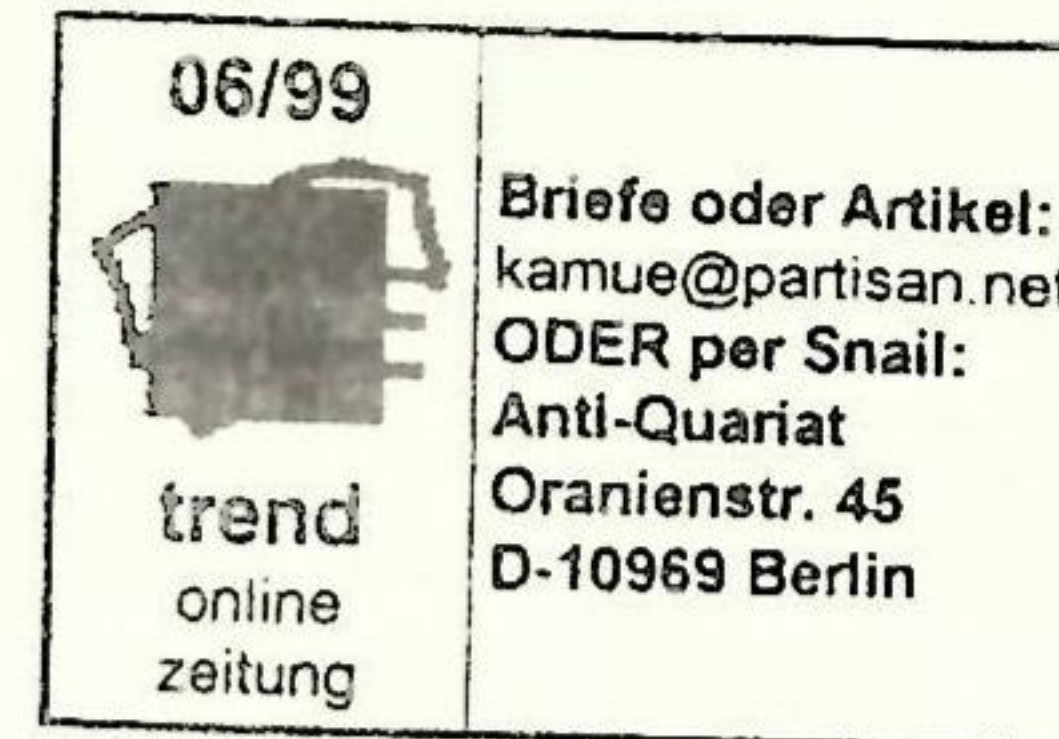 06/99
trend
online
zeitung
Briefe oder Artikel:
kamue@partisan.net
ODER per Snail:
Anti-Quariat
Oranienstr. 45
D-10969 Berlin